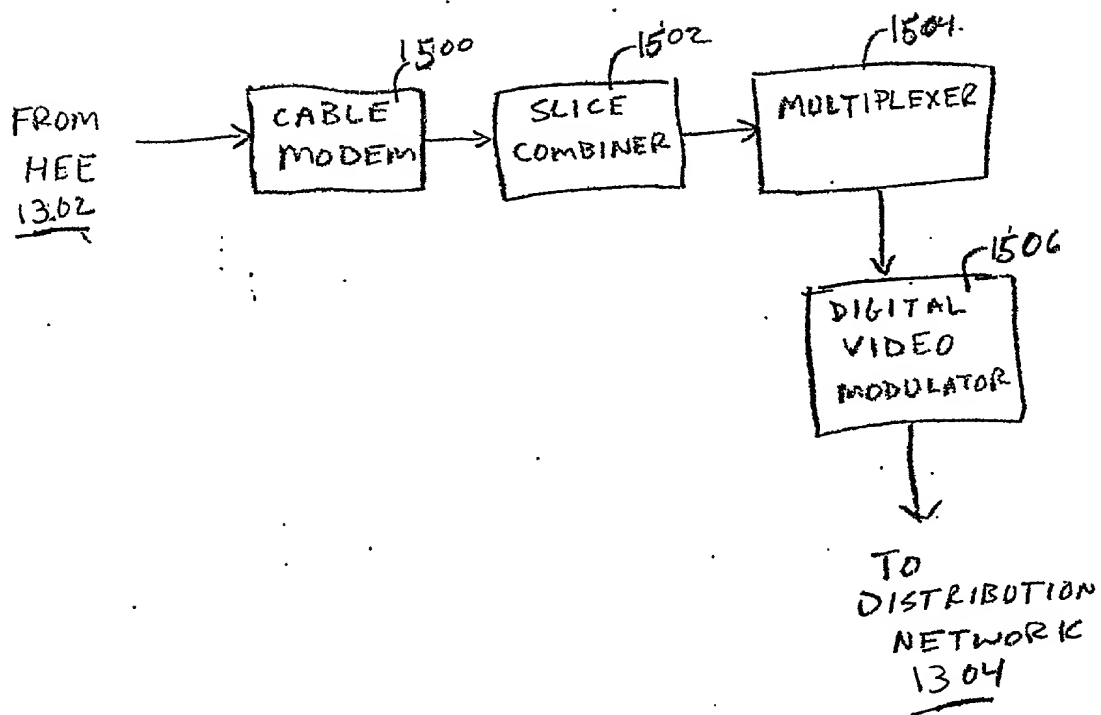 1500
1502
1504.
FROM
HEE
1302
CABLE
MODEM
SLICE
COMBINER
MULTIPLEXER
1506
DIGITAL
VIDEO
MODULATOR
TO
DISTRIBUTION
NETWORK
1304